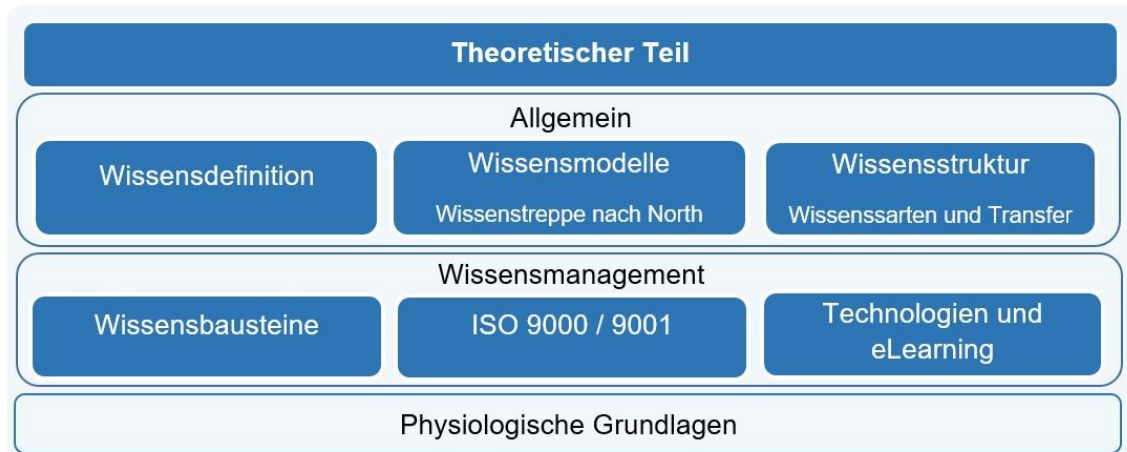 Theoretischer Teil
Allgemein
Wissensdefinition
Wissensmodelle
Wissenstreppe nach North
Wissensstruktur
Wissenssarten und Transfer
Wissensmanagement
Wissensbausteine
ISO 9000 / 9001
Technologien und
eLearning
Physiologische Grundlagen